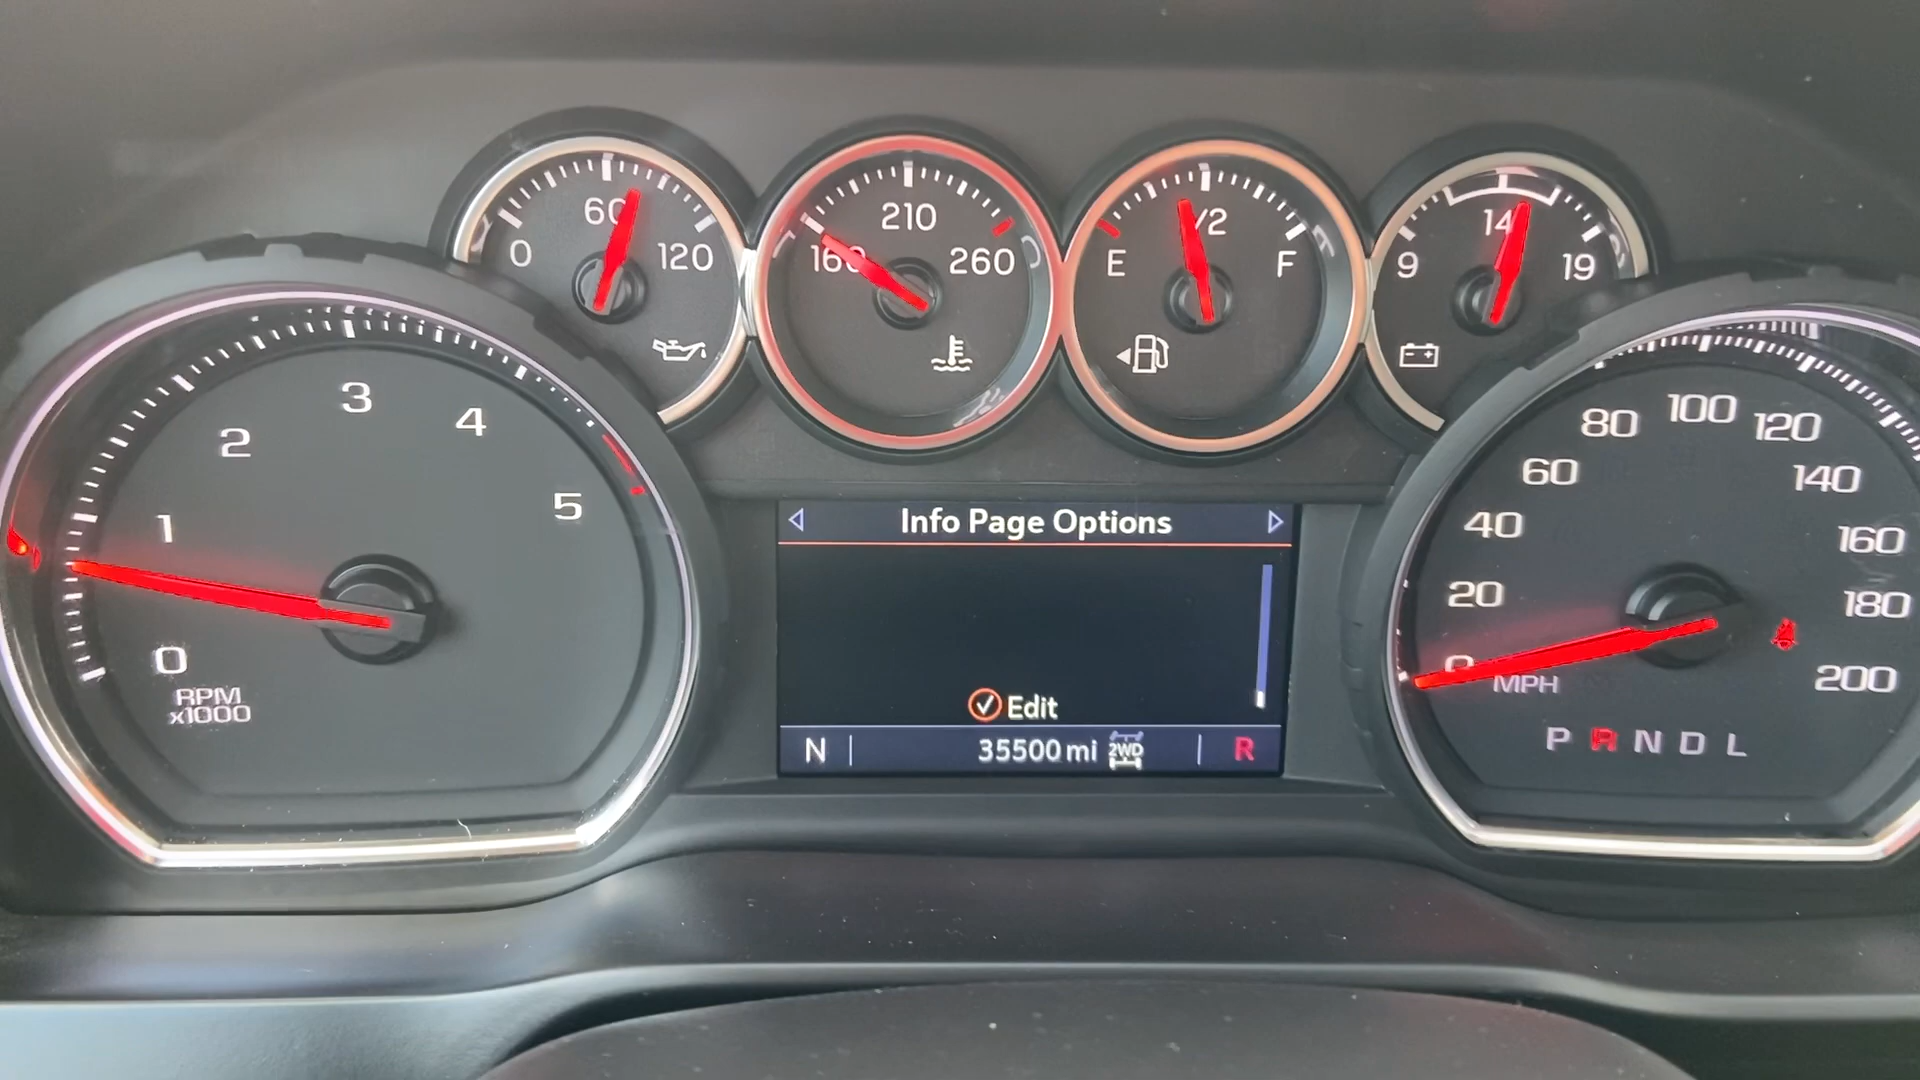 0 60 120
160 210 260
E 1/2 F
9 14 19
0 1 2 3 4 5
RPM
x1000
Info Page Options
Edit
N 35500 mi 2WD R
0 20 40 60 80 100 120 140 160 180 200
MPH
P R N D L